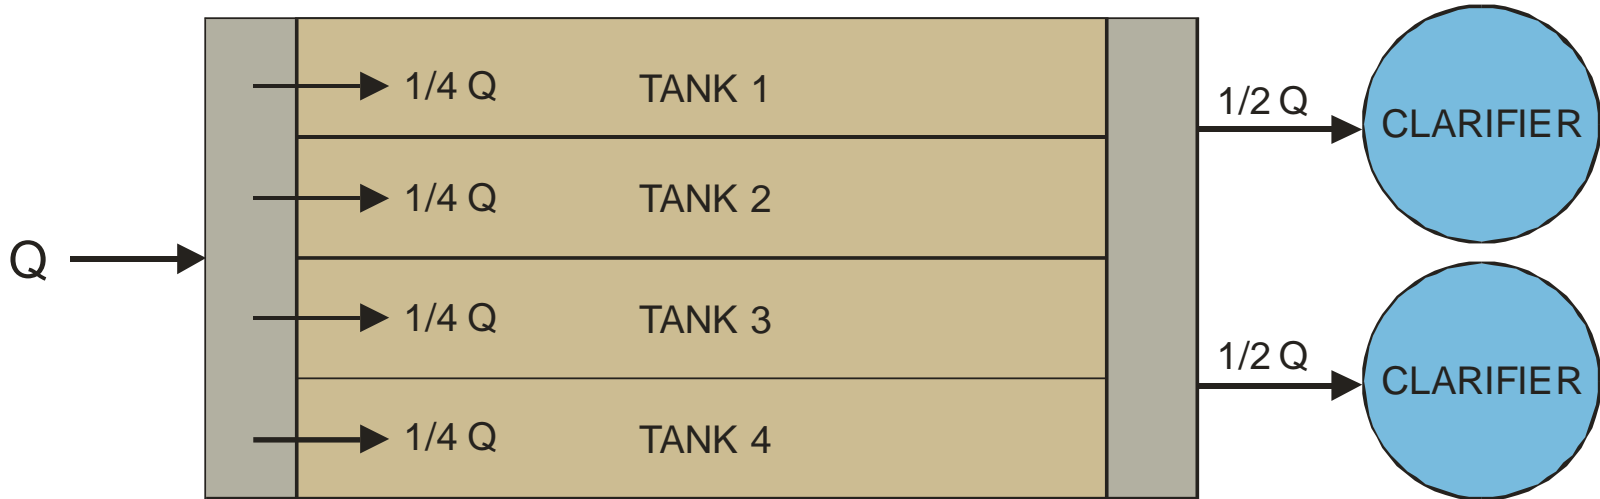 1/4 Q TANK 1
1/2 Q
CLARIFIER
1/4 Q TANK 2
Q
1/4 Q TANK 3
1/2 Q
CLARIFIER
1/4 Q TANK 4